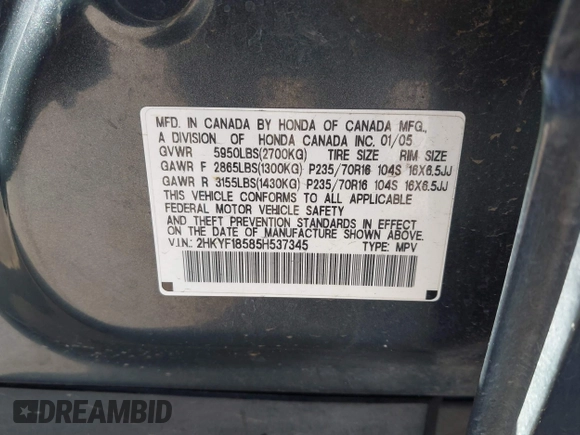 MFD. IN CANADA BY HONDA OF CANADA MFG.,
A DIVISION OF HONDA CANADA INC. 01/05
GVWR 5950LBS(2700KG) TIRE SIZE RIM SIZE
GAWR F 2865LBS(1300KG) P235/70R16 104S 16X6.5JJ
GAWR R 3155LBS(1430KG) P235/70R16 104S 16X6.5JJ
THIS VEHICLE CONFORMS TO ALL APPLICABLE
FEDERAL MOTOR VEHICLE SAFETY
AND THEFT PREVENTION STANDARDS IN EFFECT
ON THE DATE OF MANUFACTURE SHOWN ABOVE.
V.I.N.: 2HKYF18585H537345 TYPE: MPV
DREAMBID